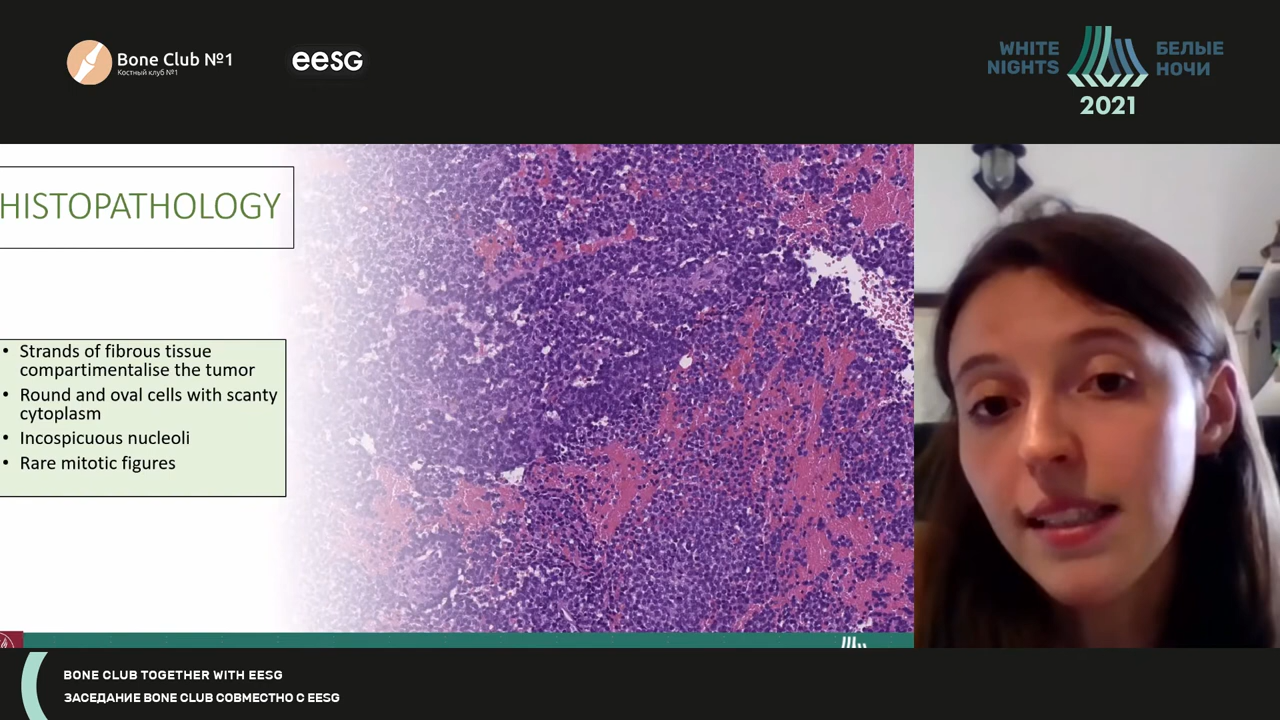 Bone Club №1
Костный клуб №1
eesg
WHITE
NIGHTS
БЕЛЫЕ
НОЧИ
2021
HISTOPATHOLOGY
• Strands of fibrous tissue
compartimentalise the tumor
• Round and oval cells with scanty
cytoplasm
• Incospicuous nucleoli
• Rare mitotic figures
BONE CLUB TOGETHER WITH EESG
ЗАСЕДАНИЕ BONE CLUB СОВМЕСТНО С EESG